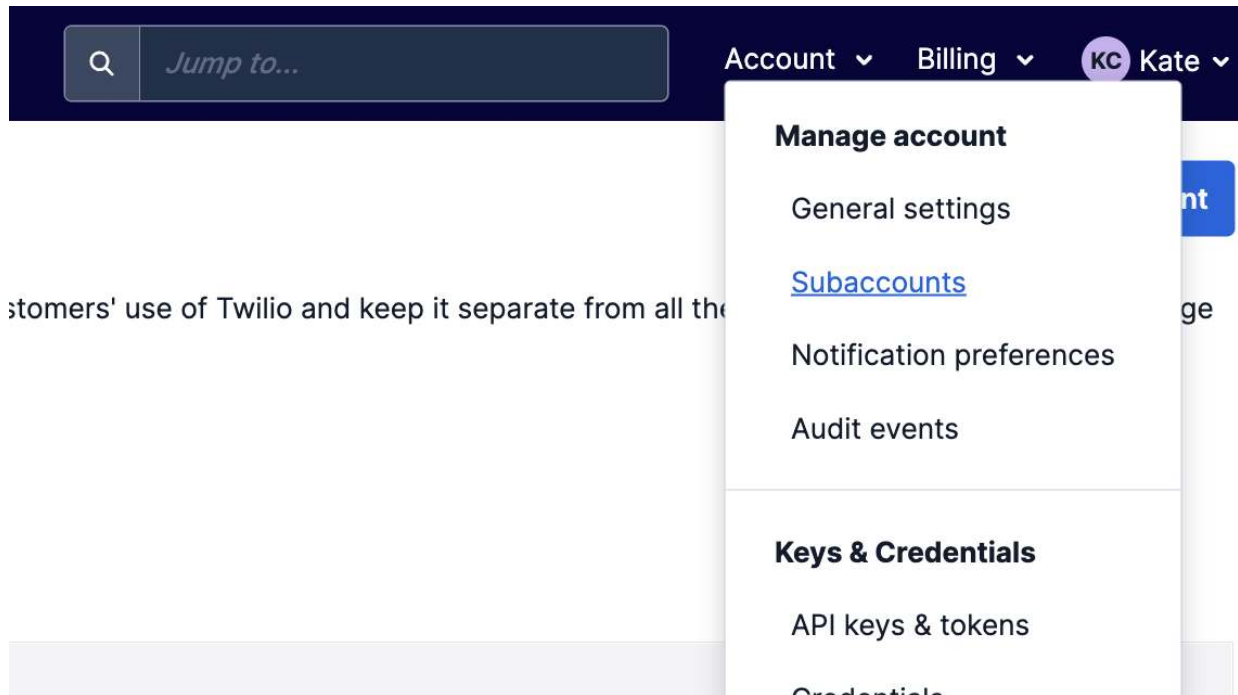 Jump to...
Account Billing KC Kate
Manage account
General settings
nt
Subaccounts
stomers' use of Twilio and keep it separate from all the ge
Notification preferences
Audit events
Keys & Credentials
API keys & tokens
Credentials